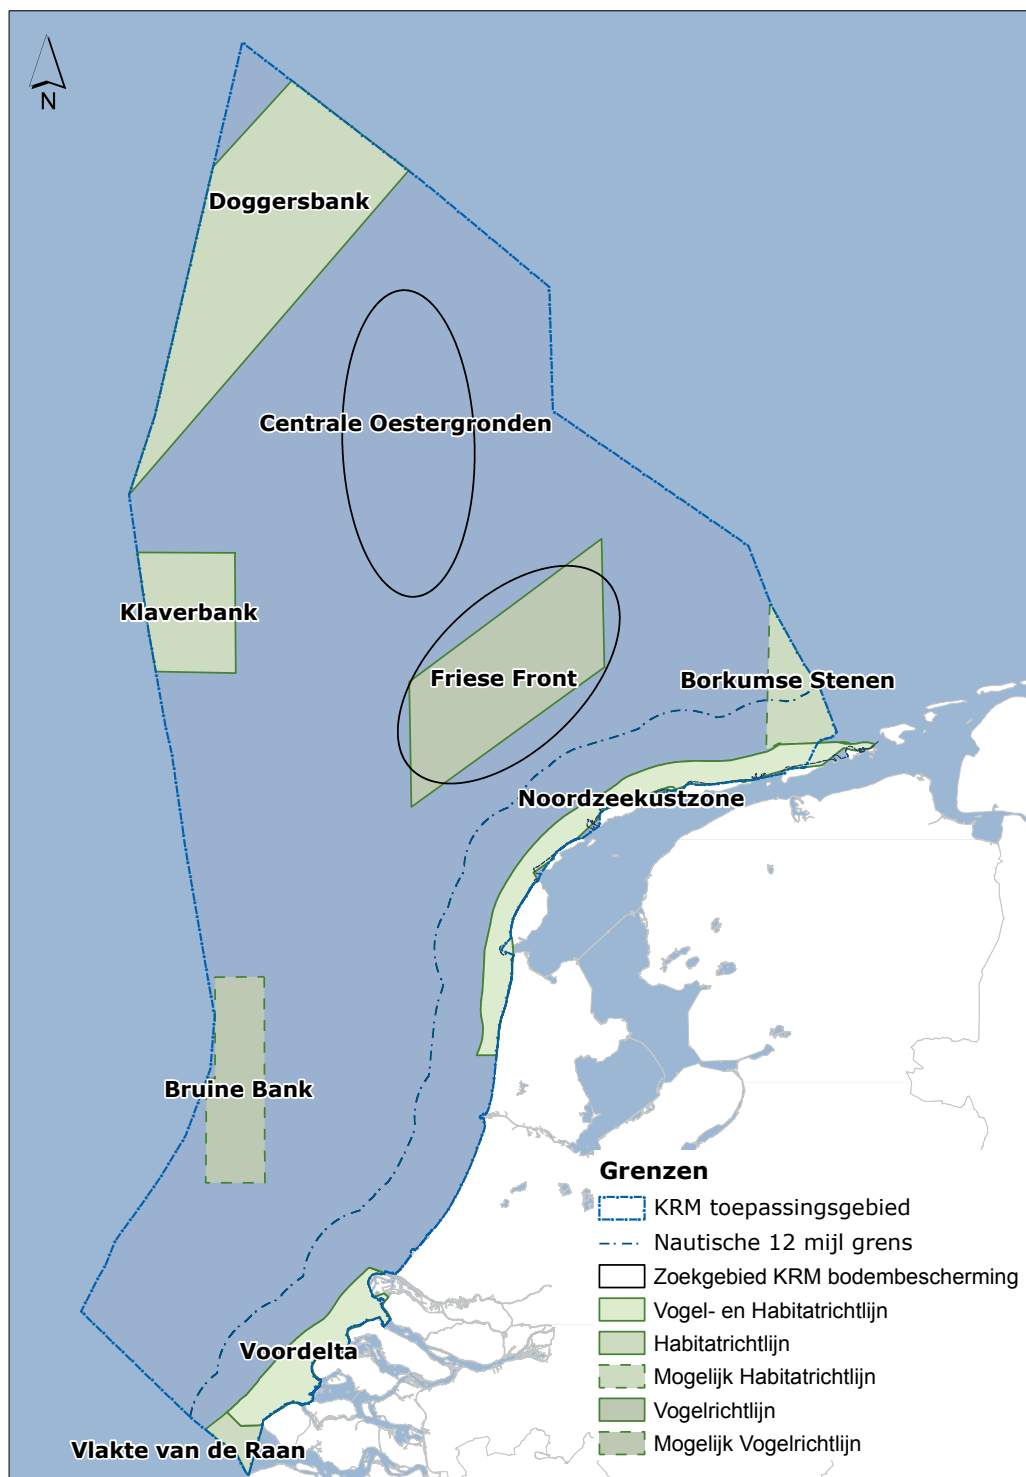 N
Doggersbank
Centrale Oestergronden
Klaverbank
Friese Front
Borkumse Stenen
Noordzeekustzone
Bruine Bank
Voordelta
Vlakte van de Raan
Grenzen
KRM toepassingsgebied
Nautische 12 mijl grens
Zoekgebied KRM bodembescherming
Vogel- en Habitatrichtlijn
Habitatrichtlijn
Mogelijk Habitatrichtlijn
Vogelrichtlijn
Mogelijk Vogelrichtlijn